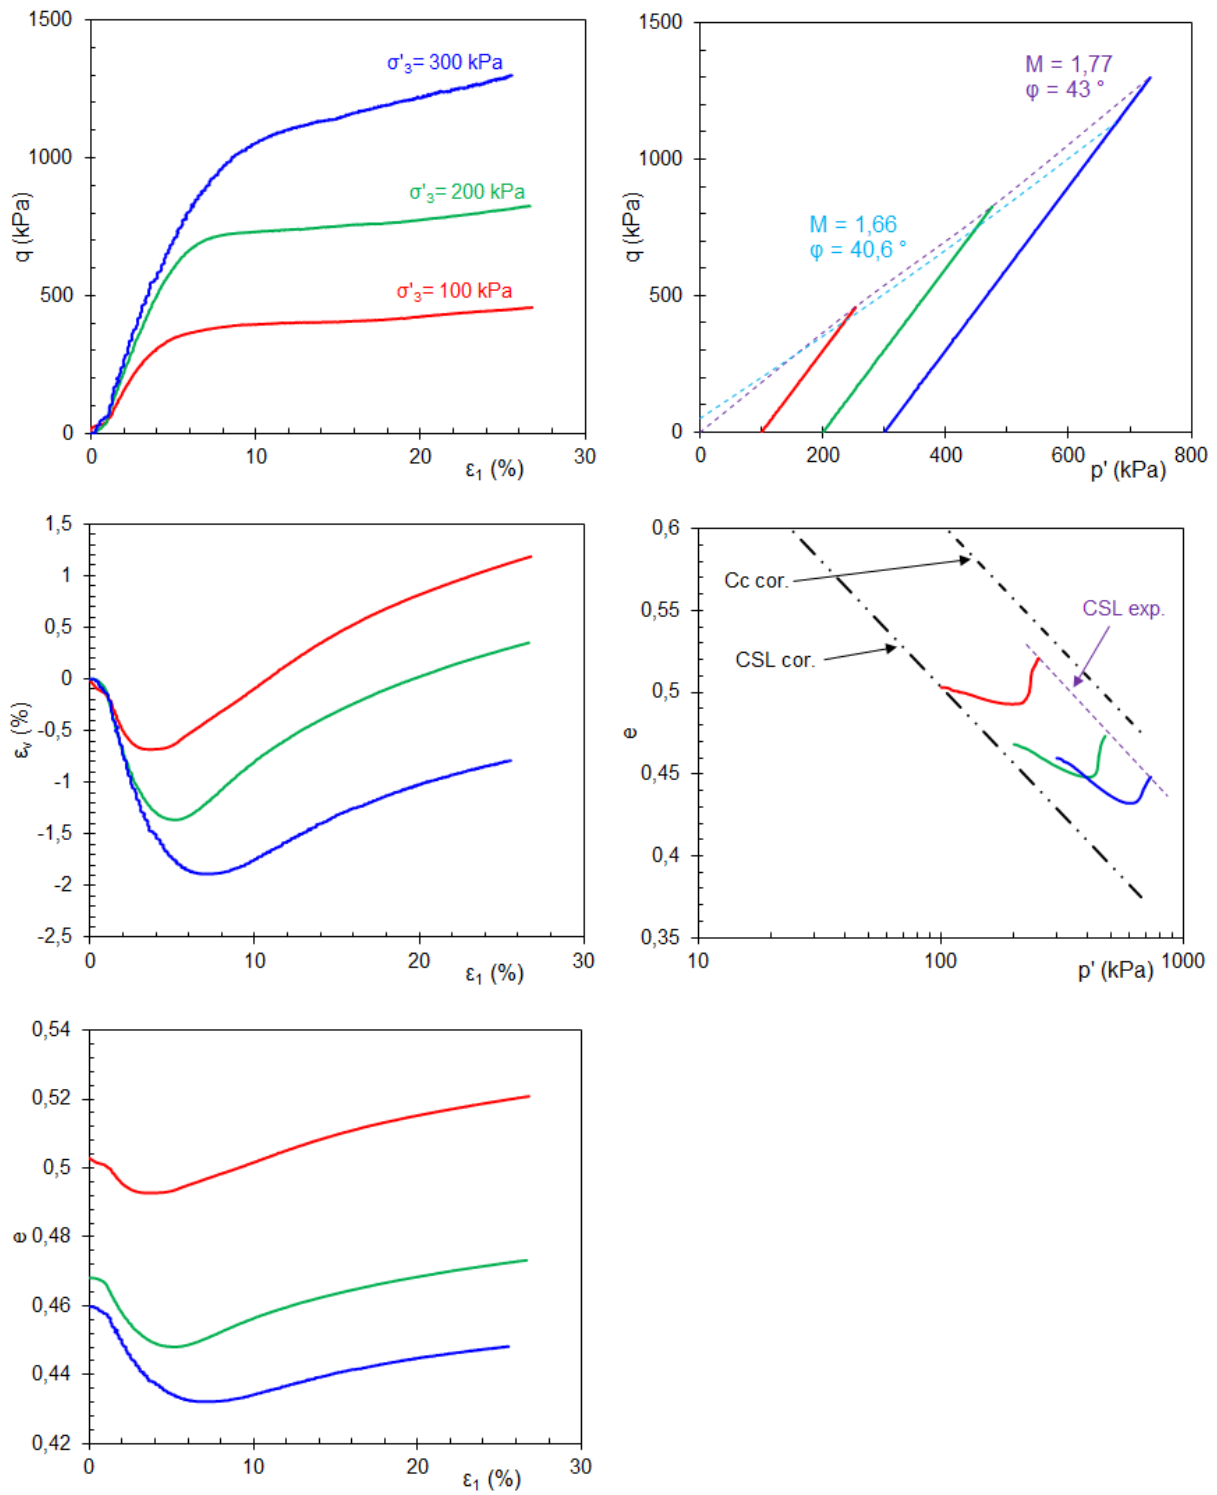 1500
1000
500
0
q (kPa)
σ'3= 300 kPa
σ'3= 200 kPa
σ'3= 100 kPa
0
10
20
30
ε1 (%)
1500
1000
500
0
q (kPa)
M = 1,77
φ = 43 °
M = 1,66
φ = 40,6 °
0
200
400
600
800
p' (kPa)
1,5
1
0,5
0
-0,5
-1
-1,5
-2
-2,5
εv (%)
0
10
20
30
ε1 (%)
0,6
0,55
0,5
0,45
0,4
0,35
e
Cc cor.
CSL exp.
CSL cor.
10
100
1000
p' (kPa)
0,54
0,52
0,5
0,48
0,46
0,44
0,42
e
0
10
20
30
ε1 (%)